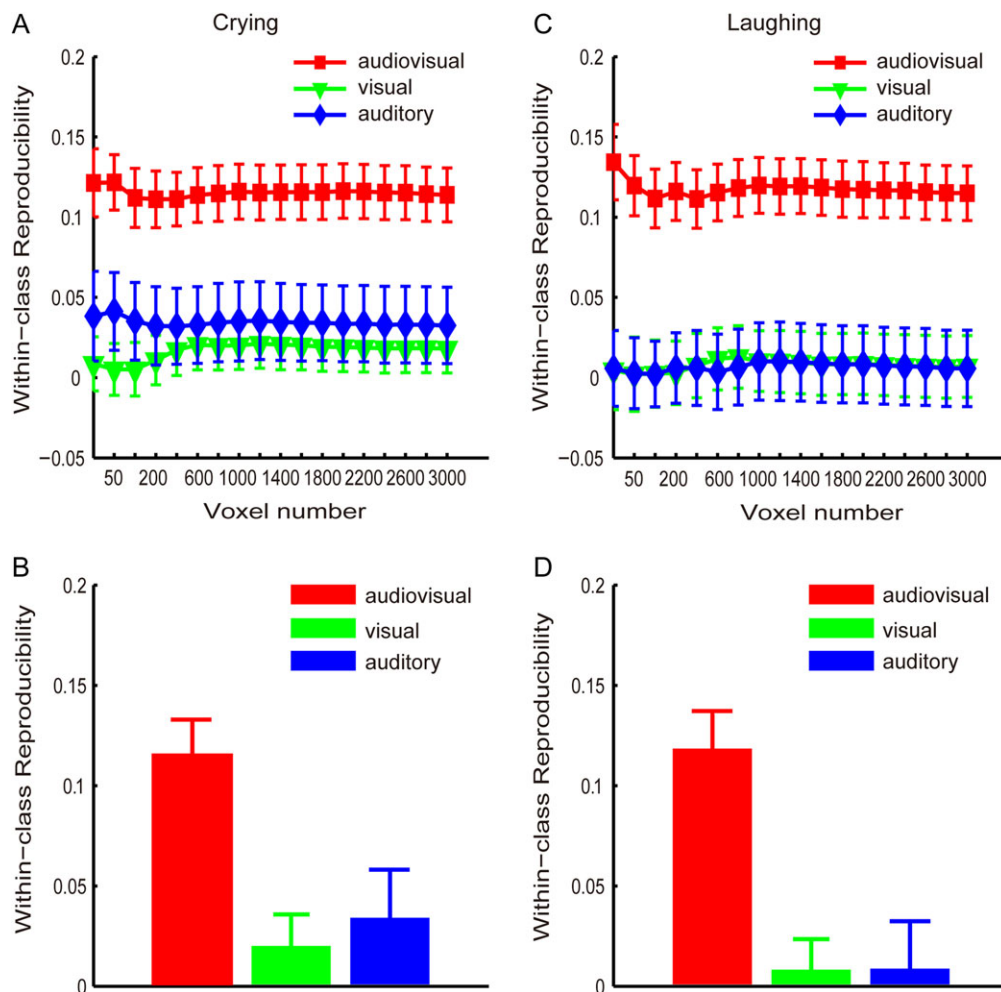 A
Crying
Within-class Reproducibility
0.2
0.15
0.1
0.05
0
−0.05
audiovisual
visual
auditory
50 200 600 1000 1400 1800 2200 2600 3000
Voxel number
C
Laughing
Within-class Reproducibility
0.2
0.15
0.1
0.05
0
−0.05
audiovisual
visual
auditory
50 200 600 1000 1400 1800 2200 2600 3000
Voxel number
B
Within-class Reproducibility
0.2
0.15
0.1
0.05
0
audiovisual
visual
auditory
D
Within-class Reproducibility
0.2
0.15
0.1
0.05
0
audiovisual
visual
auditory